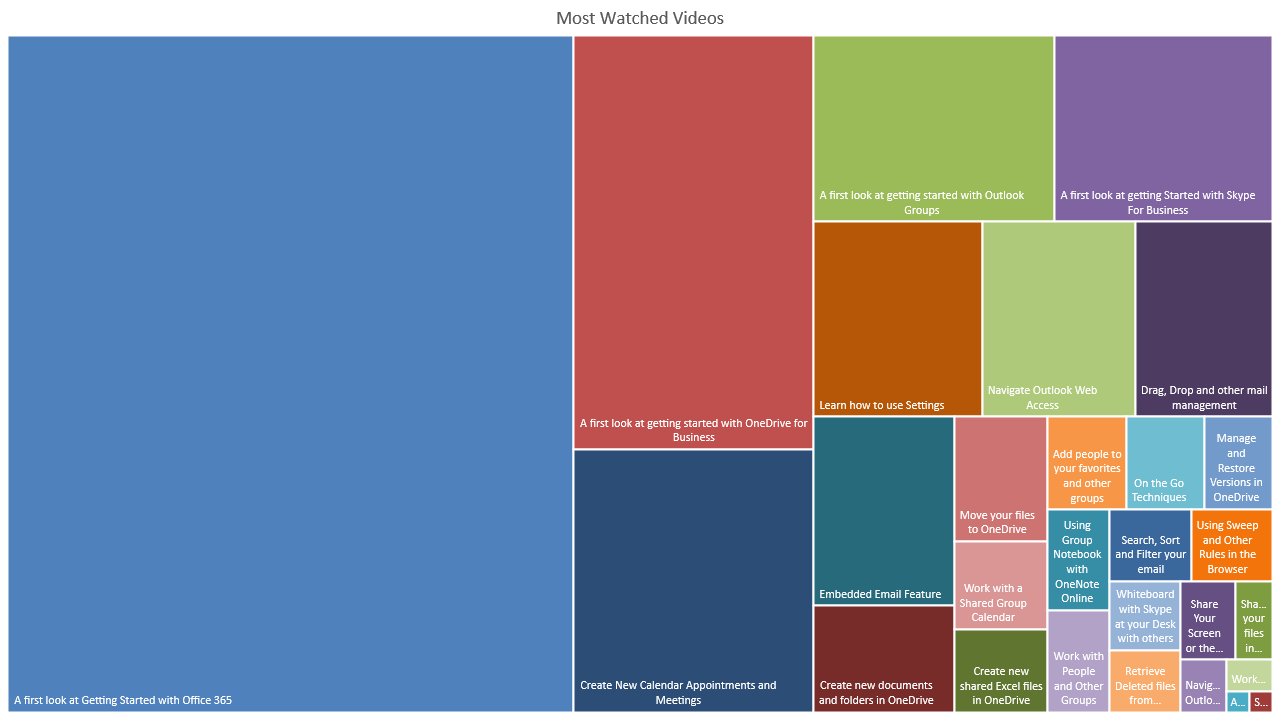 Most Watched Videos
A first look at Getting Started with Office 365
A first look at getting started with OneDrive for
Business
Create New Calendar Appointments and
Meetings
A first look at getting started with Outlook
Groups
A first look at getting Started with Skype
For Business
Learn how to use Settings
Navigate Outlook Web
Access
Drag, Drop and other mail
management
Embedded Email Feature
Create new documents
and folders in OneDrive
Move your files
to OneDrive
Work with a
Shared Group
Calendar
Create new
shared Excel files
in OneDrive
Add people to
your favorites
and other
groups
On the Go
Techniques
Manage
and
Restore
Versions in
OneDrive
Using
Group
Notebook
with
OneNote
Online
Search, Sort
and Filter your
email
Using Sweep
and Other
Rules in the
Browser
Work with
People
and Other
Groups
Whiteboard
with Skype
at your Desk
with others
Retrieve
Deleted files
from...
Share
Your
Screen
or the...
Sha...
your
files
in...
Navig...
Outlo...
Work...
A...
S...